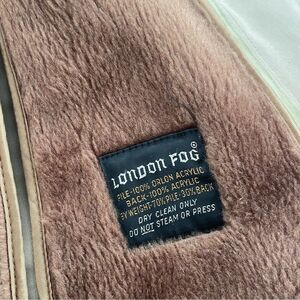 LONDON FOG®
PILE-100% ORLON ACRYLIC
BACK-100% ACRYLIC
BY WEIGHT-70% PILE-30% BACK
DRY CLEAN ONLY
DO NOT STEAM OR PRESS